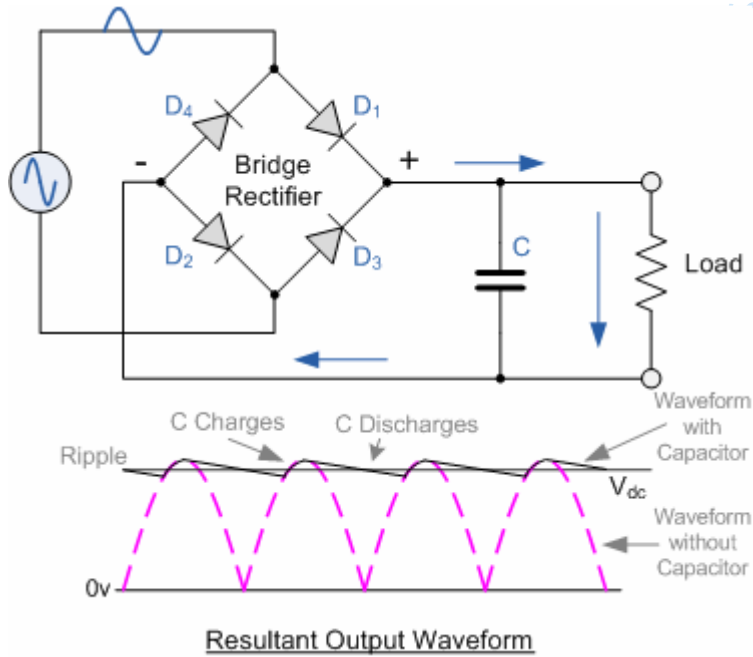 D4
D1
-
+
Bridge
Rectifier
D2
D3
C
Load
C Charges
C Discharges
Waveform
with
Capacitor
Ripple
Vdc
Waveform
without
Capacitor
0v
Resultant Output Waveform